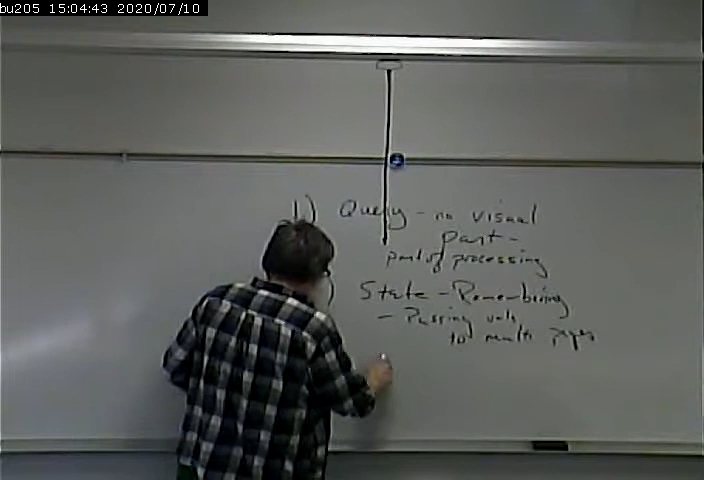 bu205 15:04:43 2020/07/10
1) Query - no visual
part -
part of processing
) State - Remembering
- Passing vals
to multi pages